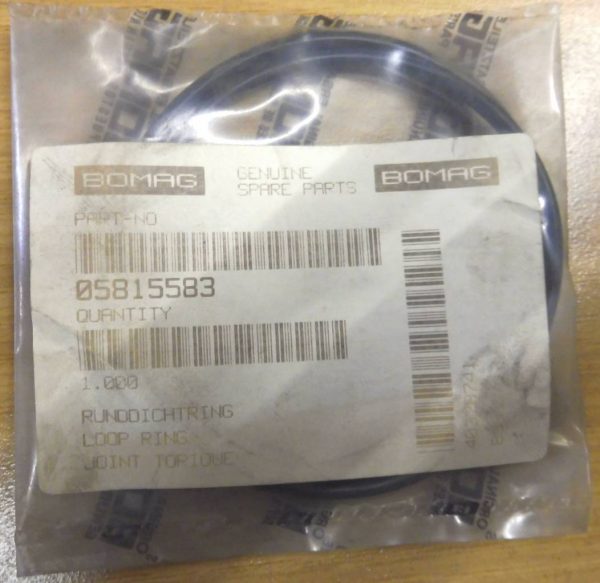 BOMAG
GENUINE
SPARE PARTS
BOMAG
PART-NO
05815583
QUANTITY
1.000
RUNDDICHTRING
LOOP RING
JOINT TORIQUE